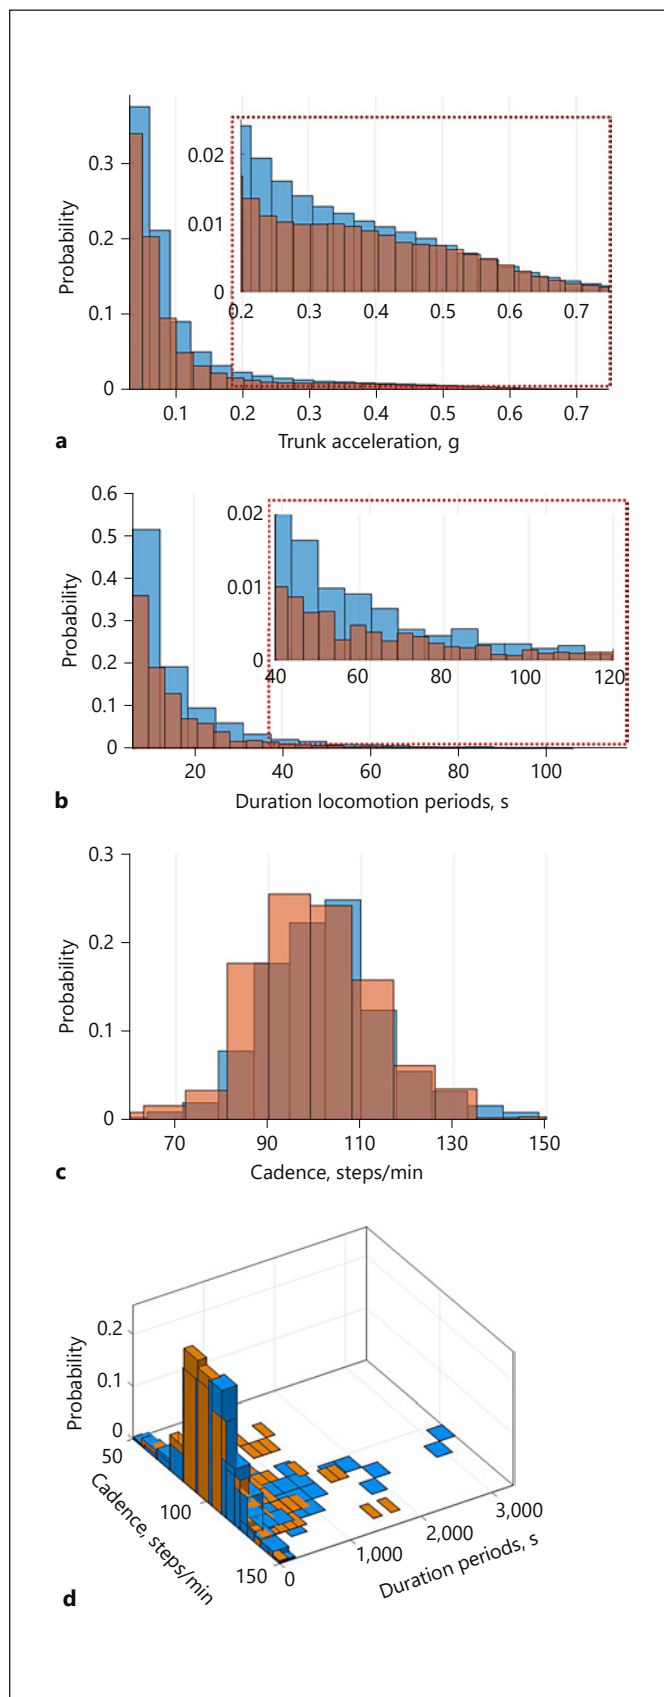 0.3
0.2
0.1
0
Probability
0.02
0.01
0
0.2 0.3 0.4 0.5 0.6 0.7
0.1 0.2 0.3 0.4 0.5 0.6 0.7
a
Trunk acceleration, g
0.6
0.5
0.4
0.3
0.2
0.1
0
Probability
0.02
0.01
0
40 60 80 100 120
20 40 60 80 100
b
Duration locomotion periods, s
0.3
0.2
0.1
0
Probability
70 90 110 130 150
c
Cadence, steps/min
0.2
0.1
0
Probability
50
100
150
Cadence, steps/min
0
1,000
2,000
3,000
Duration periods, s
d